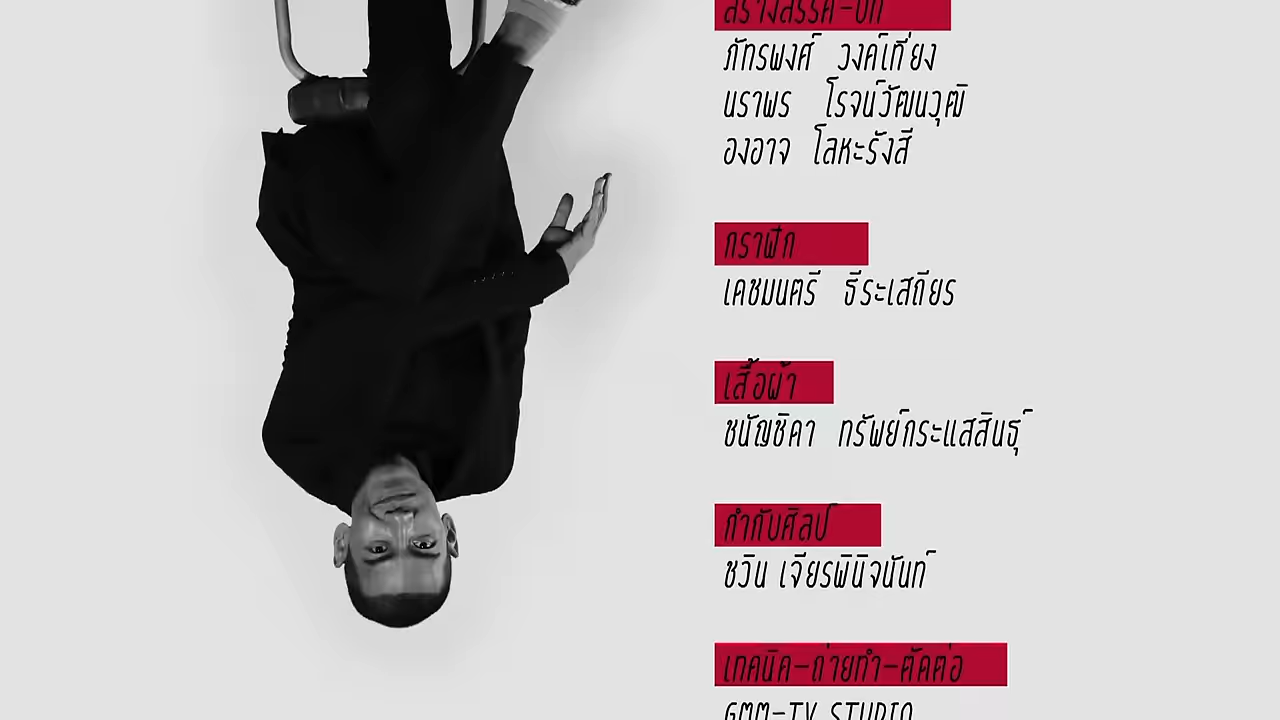 สร้างสรรค์-บท
ภัทรพงศ์ วงค์เที่ยง
นราพร โรจน์วัฒนวุฒิ
องอาจ โลหะรังสี
กราฟิก
เดชมนตรี ธีระเสถียร
เสื้อผ้า
ชนัญชิดา ทรัพย์กระแสสินธุ์
กำกับศิลป์
ชวิน เจียรพินิจนันท์
เทคนิค-ถ่ายทำ-ตัดต่อ
GMM-TV STUDIO